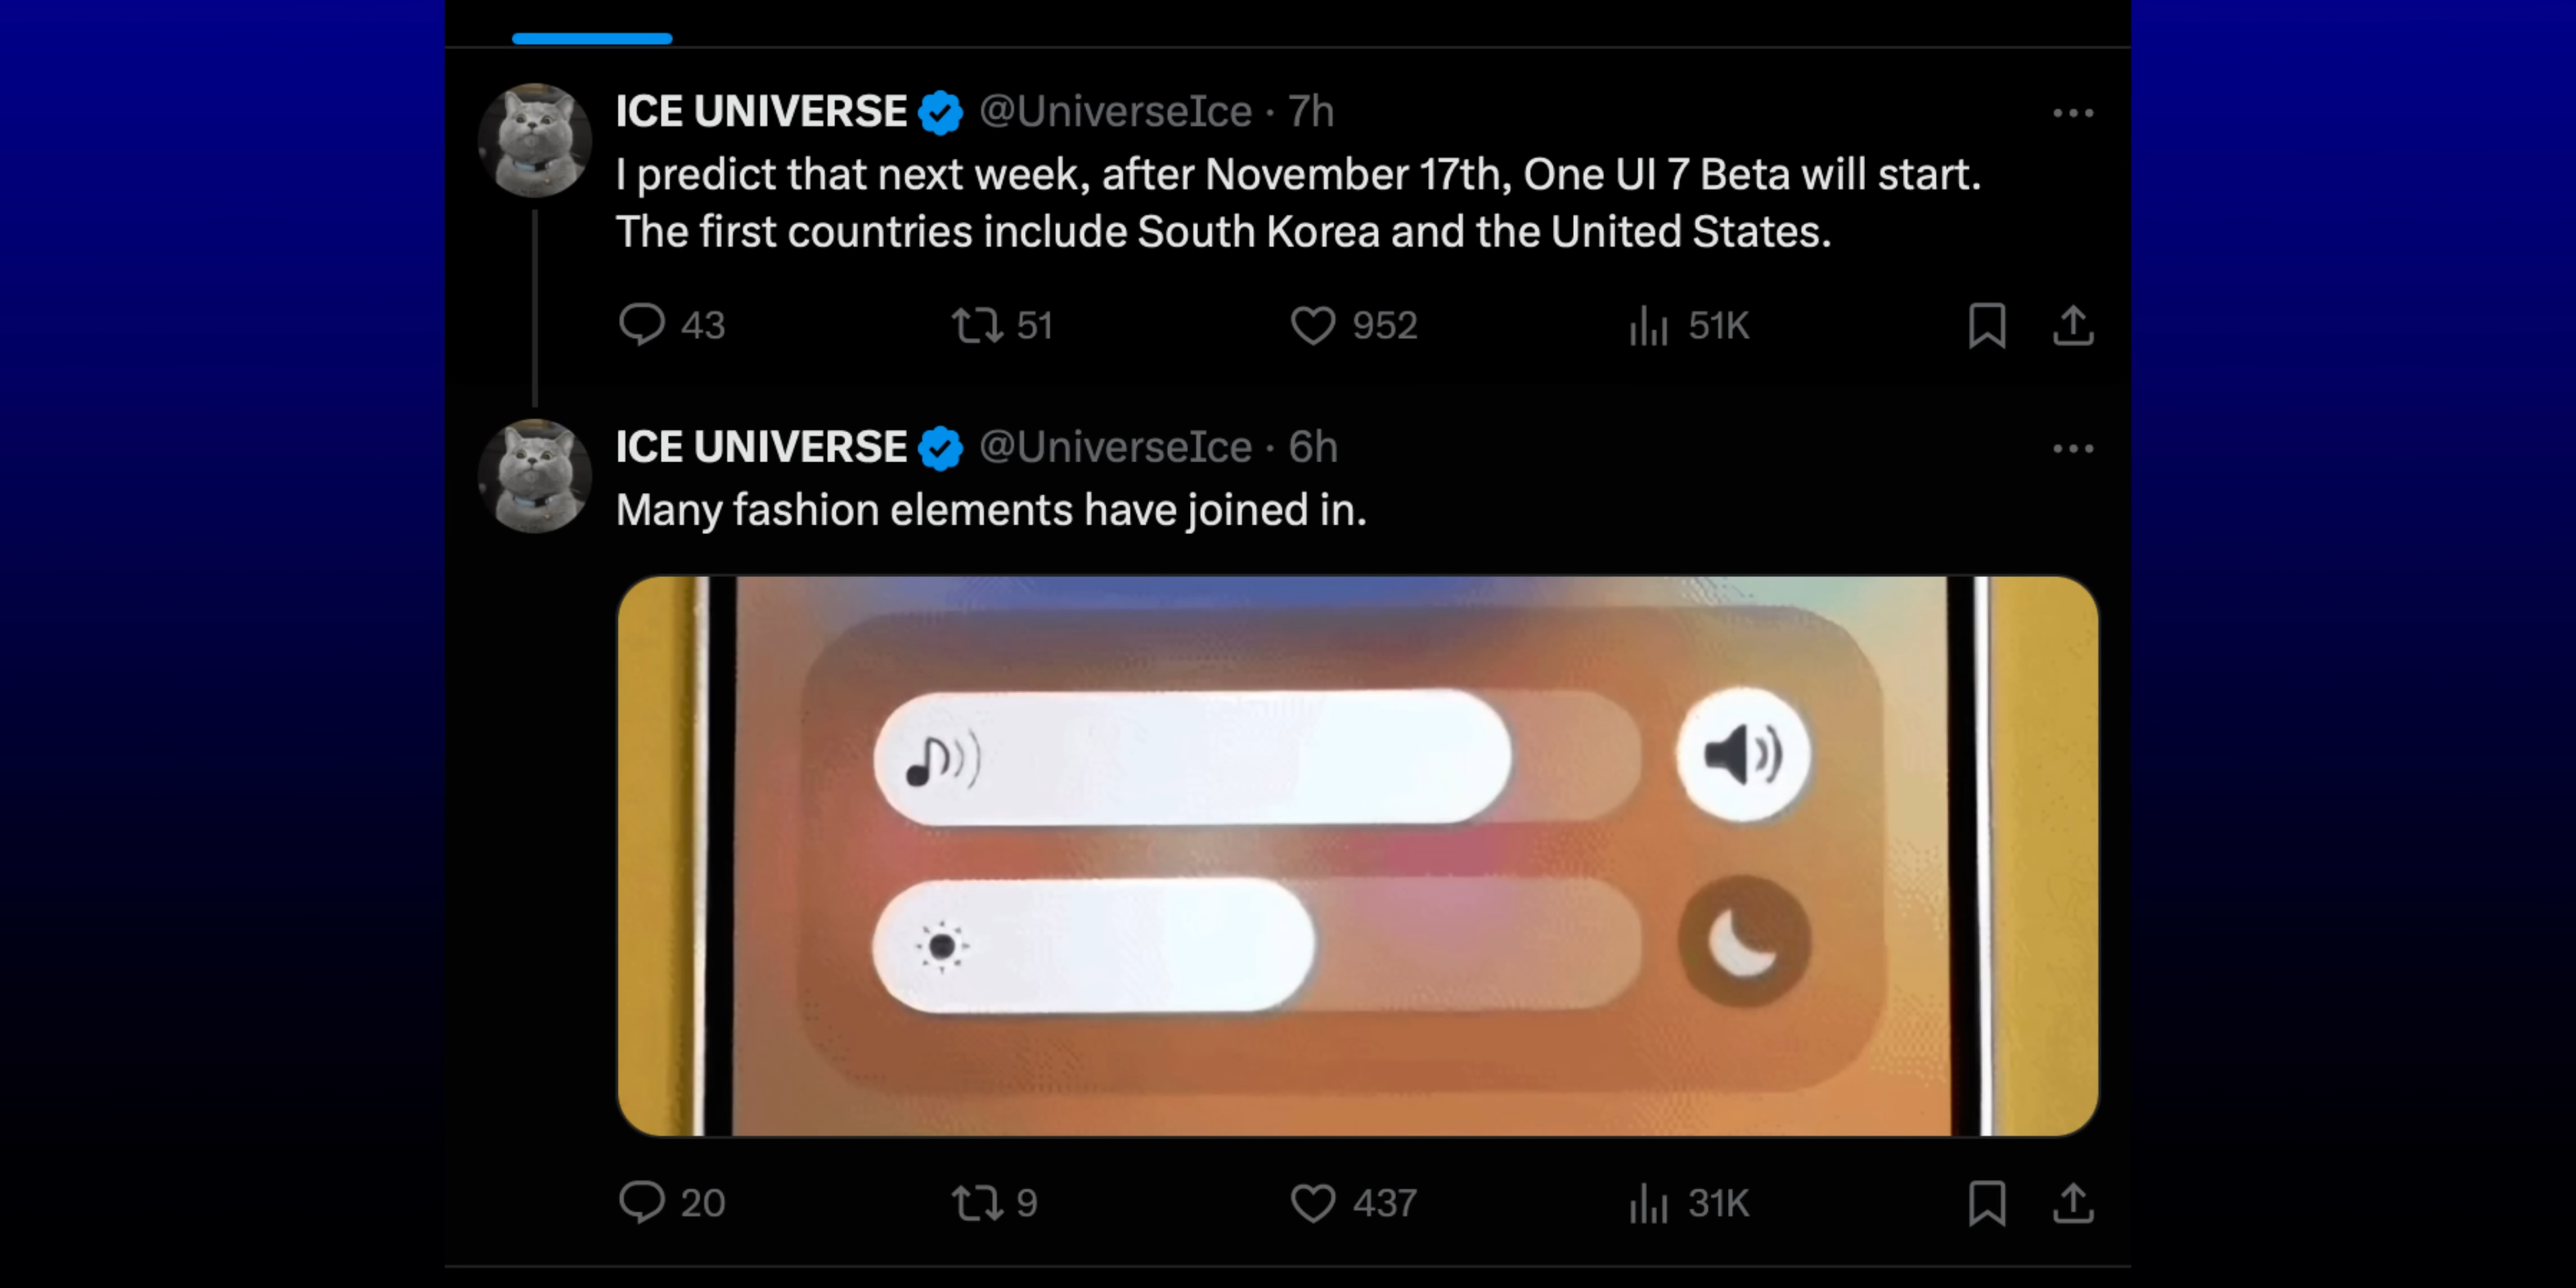 ICE UNIVERSE @UniverseIce · 7h
I predict that next week, after November 17th, One UI 7 Beta will start.
The first countries include South Korea and the United States.
43 51 952 51K
ICE UNIVERSE @UniverseIce · 6h
Many fashion elements have joined in.
20 9 437 31K